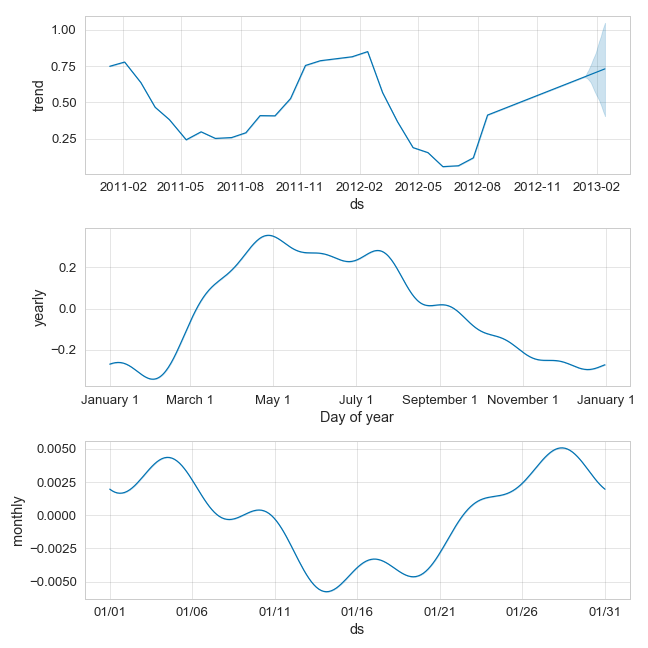 1.00
0.75
0.50
0.25
trend
2011-02 2011-05 2011-08 2011-11 2012-02 2012-05 2012-08 2012-11 2013-02
ds
0.2
0.0
−0.2
yearly
January 1 March 1 May 1 July 1 September 1 November 1 January 1
Day of year
0.0050
0.0025
0.0000
−0.0025
−0.0050
monthly
01/01 01/06 01/11 01/16 01/21 01/26 01/31
ds